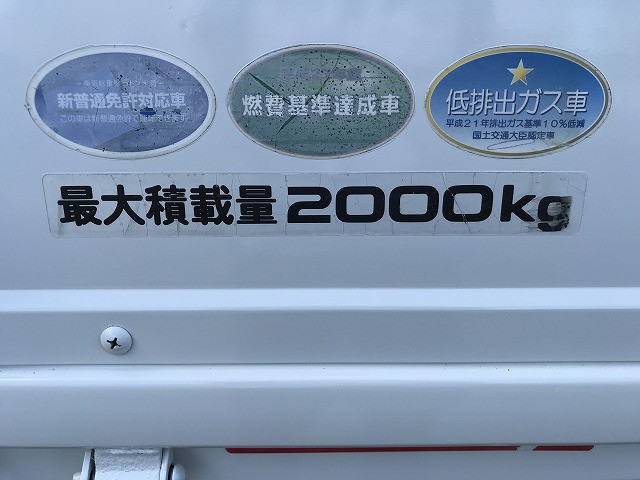 新普通免許対応車
この車は新普通免許で運転できます
燃費基準達成車
低排出ガス車
平成21年排出ガス基準10%低減
国土交通大臣認定車
最大積載量2000kg